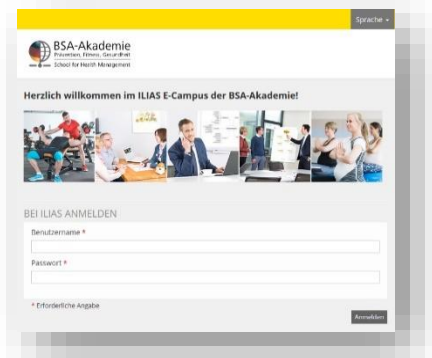 Sprache
BSA-Akademie
Prävention, Fitness, Gesundheit
School for Health Management
Herzlich willkommen im ILIAS E-Campus der BSA-Akademie!
BEI ILIAS ANMELDEN
Benutzername *
Passwort *
* Erforderliche Angabe
Anmelden